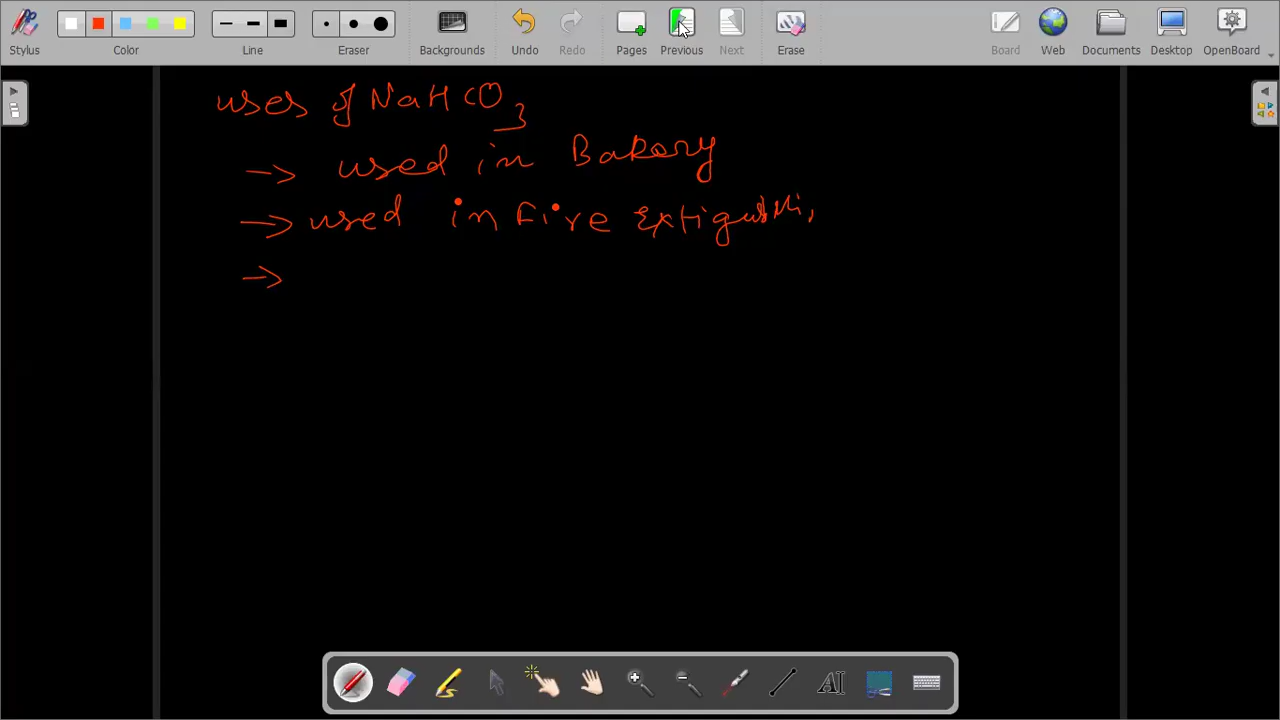 Stylus Color Line Eraser Backgrounds Undo Redo Pages Previous Next Erase Board Web Documents Desktop OpenBoard
uses of NaHCO3
→ used in Bakery
→ used in Fire
→
AI